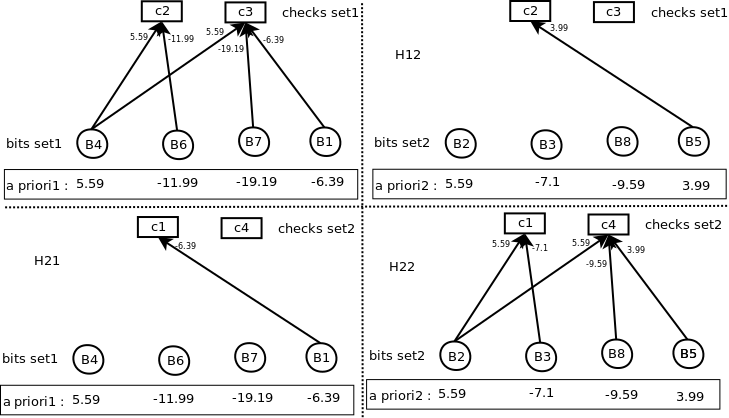 c2
c3
checks set1
5.59
-11.99
5.59
-19.19
-6.39
bits set1
B4
B6
B7
B1
a priori1 :
5.59
-11.99
-19.19
-6.39
c2
c3
checks set1
3.99
H12
bits set2
B2
B3
B8
B5
a priori2 :
5.59
-7.1
-9.59
3.99
c1
c4
checks set2
-6.39
H21
bits set1
B4
B6
B7
B1
a priori1 :
5.59
-11.99
-19.19
-6.39
c1
c4
checks set2
5.59
-7.1
5.59
-9.59
3.99
H22
bits set2
B2
B3
B8
B5
a priori2 :
5.59
-7.1
-9.59
3.99